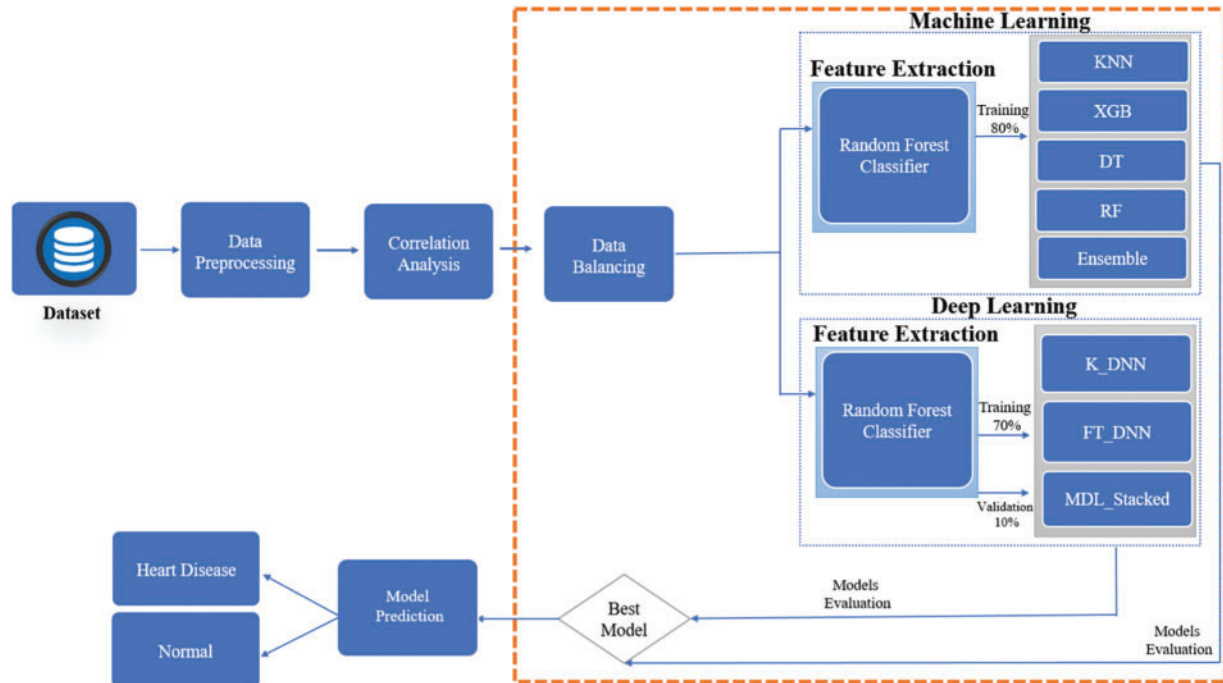 Machine Learning
Feature Extraction
Random Forest
Classifier
Training
80%
KNN
XGB
DT
RF
Ensemble
Dataset
Data
Preprocessing
Correlation
Analysis
Data
Balancing
Deep Learning
Feature Extraction
Random Forest
Classifier
Training
70%
Validation
10%
K_DNN
FT_DNN
MDL_Stacked
Heart Disease
Normal
Model
Prediction
Best
Model
Models
Evaluation
Models
Evaluation